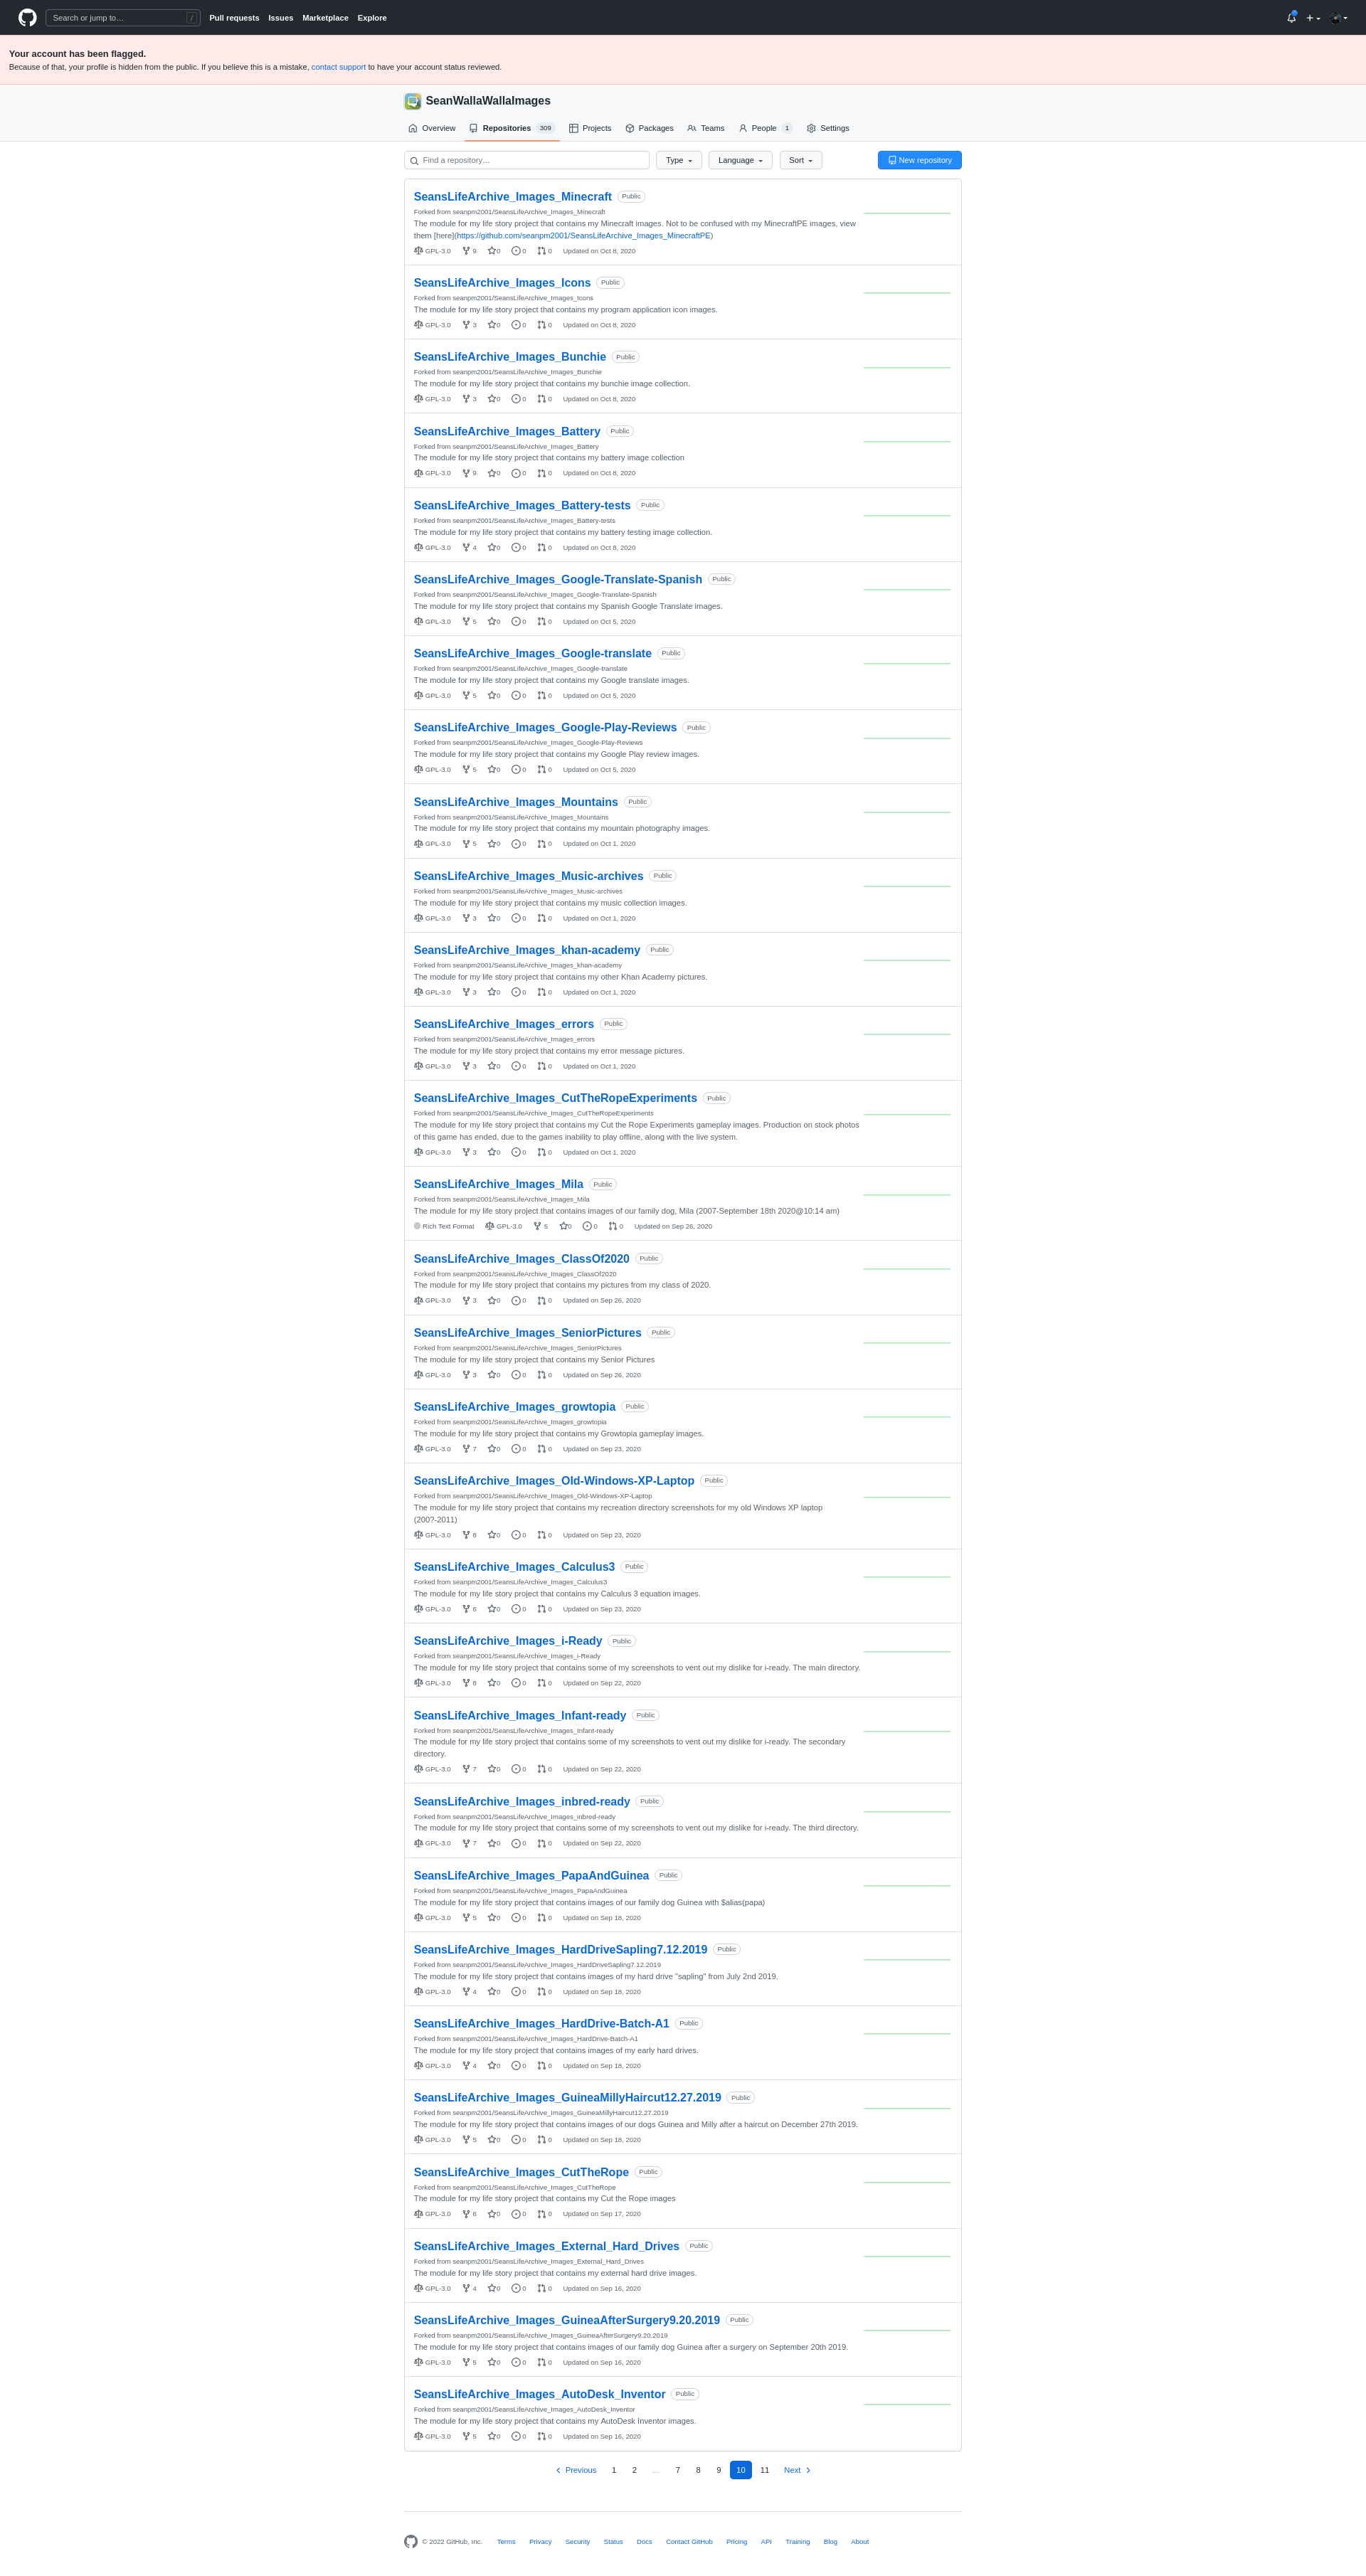 Search or jump to… /
Pull requests Issues Marketplace Explore
Your account has been flagged.
Because of that, your profile is hidden from the public. If you believe this is a mistake, contact support to have your account status reviewed.
SeanWallaWallaImages
Overview Repositories 309 Projects Packages Teams People 1 Settings
Find a repository… Type Language Sort New repository
SeansLifeArchive_Images_Minecraft Public
Forked from seanpm2001/SeansLifeArchive_Images_Minecraft
The module for my life story project that contains my Minecraft images. Not to be confused with my MinecraftPE images, view
them [here](https://github.com/seanpm2001/SeansLifeArchive_Images_MinecraftPE)
GPL-3.0 9 0 0 0 Updated on Oct 8, 2020
SeansLifeArchive_Images_Icons Public
Forked from seanpm2001/SeansLifeArchive_Images_Icons
The module for my life story project that contains my program application icon images.
GPL-3.0 3 0 0 0 Updated on Oct 8, 2020
SeansLifeArchive_Images_Bunchie Public
Forked from seanpm2001/SeansLifeArchive_Images_Bunchie
The module for my life story project that contains my bunchie image collection.
GPL-3.0 3 0 0 0 Updated on Oct 8, 2020
SeansLifeArchive_Images_Battery Public
Forked from seanpm2001/SeansLifeArchive_Images_Battery
The module for my life story project that contains my battery image collection
GPL-3.0 9 0 0 0 Updated on Oct 8, 2020
SeansLifeArchive_Images_Battery-tests Public
Forked from seanpm2001/SeansLifeArchive_Images_Battery-tests
The module for my life story project that contains my battery testing image collection.
GPL-3.0 4 0 0 0 Updated on Oct 8, 2020
SeansLifeArchive_Images_Google-Translate-Spanish Public
Forked from seanpm2001/SeansLifeArchive_Images_Google-Translate-Spanish
The module for my life story project that contains my Spanish Google Translate images.
GPL-3.0 5 0 0 0 Updated on Oct 5, 2020
SeansLifeArchive_Images_Google-translate Public
Forked from seanpm2001/SeansLifeArchive_Images_Google-translate
The module for my life story project that contains my Google translate images.
GPL-3.0 5 0 0 0 Updated on Oct 5, 2020
SeansLifeArchive_Images_Google-Play-Reviews Public
Forked from seanpm2001/SeansLifeArchive_Images_Google-Play-Reviews
The module for my life story project that contains my Google Play review images.
GPL-3.0 5 0 0 0 Updated on Oct 5, 2020
SeansLifeArchive_Images_Mountains Public
Forked from seanpm2001/SeansLifeArchive_Images_Mountains
The module for my life story project that contains my mountain photography images.
GPL-3.0 5 0 0 0 Updated on Oct 1, 2020
SeansLifeArchive_Images_Music-archives Public
Forked from seanpm2001/SeansLifeArchive_Images_Music-archives
The module for my life story project that contains my music collection images.
GPL-3.0 3 0 0 0 Updated on Oct 1, 2020
SeansLifeArchive_Images_khan-academy Public
Forked from seanpm2001/SeansLifeArchive_Images_khan-academy
The module for my life story project that contains my other Khan Academy pictures.
GPL-3.0 3 0 0 0 Updated on Oct 1, 2020
SeansLifeArchive_Images_errors Public
Forked from seanpm2001/SeansLifeArchive_Images_errors
The module for my life story project that contains my error message pictures.
GPL-3.0 3 0 0 0 Updated on Oct 1, 2020
SeansLifeArchive_Images_CutTheRopeExperiments Public
Forked from seanpm2001/SeansLifeArchive_Images_CutTheRopeExperiments
The module for my life story project that contains my Cut the Rope Experiments gameplay images. Production on stock photos
of this game has ended, due to the games inability to play offline, along with the live system.
GPL-3.0 3 0 0 0 Updated on Oct 1, 2020
SeansLifeArchive_Images_Mila Public
Forked from seanpm2001/SeansLifeArchive_Images_Mila
The module for my life story project that contains images of our family dog, Mila (2007-September 18th 2020@10:14 am)
Rich Text Format GPL-3.0 5 0 0 0 Updated on Sep 26, 2020
SeansLifeArchive_Images_ClassOf2020 Public
Forked from seanpm2001/SeansLifeArchive_Images_ClassOf2020
The module for my life story project that contains my pictures from my class of 2020.
GPL-3.0 3 0 0 0 Updated on Sep 26, 2020
SeansLifeArchive_Images_SeniorPictures Public
Forked from seanpm2001/SeansLifeArchive_Images_SeniorPictures
The module for my life story project that contains my Senior Pictures
GPL-3.0 3 0 0 0 Updated on Sep 26, 2020
SeansLifeArchive_Images_growtopia Public
Forked from seanpm2001/SeansLifeArchive_Images_growtopia
The module for my life story project that contains my Growtopia gameplay images.
GPL-3.0 7 0 0 0 Updated on Sep 23, 2020
SeansLifeArchive_Images_Old-Windows-XP-Laptop Public
Forked from seanpm2001/SeansLifeArchive_Images_Old-Windows-XP-Laptop
The module for my life story project that contains my recreation directory screenshots for my old Windows XP laptop
(200?-2011)
GPL-3.0 8 0 0 0 Updated on Sep 23, 2020
SeansLifeArchive_Images_Calculus3 Public
Forked from seanpm2001/SeansLifeArchive_Images_Calculus3
The module for my life story project that contains my Calculus 3 equation images.
GPL-3.0 6 0 0 0 Updated on Sep 23, 2020
SeansLifeArchive_Images_i-Ready Public
Forked from seanpm2001/SeansLifeArchive_Images_i-Ready
The module for my life story project that contains some of my screenshots to vent out my dislike for i-ready. The main directory.
GPL-3.0 8 0 0 0 Updated on Sep 22, 2020
SeansLifeArchive_Images_Infant-ready Public
Forked from seanpm2001/SeansLifeArchive_Images_Infant-ready
The module for my life story project that contains some of my screenshots to vent out my dislike for i-ready. The secondary
directory.
GPL-3.0 7 0 0 0 Updated on Sep 22, 2020
SeansLifeArchive_Images_inbred-ready Public
Forked from seanpm2001/SeansLifeArchive_Images_inbred-ready
The module for my life story project that contains some of my screenshots to vent out my dislike for i-ready. The third directory.
GPL-3.0 7 0 0 0 Updated on Sep 22, 2020
SeansLifeArchive_Images_PapaAndGuinea Public
Forked from seanpm2001/SeansLifeArchive_Images_PapaAndGuinea
The module for my life story project that contains images of our family dog Guinea with $alias(papa)
GPL-3.0 5 0 0 0 Updated on Sep 18, 2020
SeansLifeArchive_Images_HardDriveSapling7.12.2019 Public
Forked from seanpm2001/SeansLifeArchive_Images_HardDriveSapling7.12.2019
The module for my life story project that contains images of my hard drive "sapling" from July 2nd 2019.
GPL-3.0 4 0 0 0 Updated on Sep 18, 2020
SeansLifeArchive_Images_HardDrive-Batch-A1 Public
Forked from seanpm2001/SeansLifeArchive_Images_HardDrive-Batch-A1
The module for my life story project that contains images of my early hard drives.
GPL-3.0 4 0 0 0 Updated on Sep 18, 2020
SeansLifeArchive_Images_GuineaMillyHaircut12.27.2019 Public
Forked from seanpm2001/SeansLifeArchive_Images_GuineaMillyHaircut12.27.2019
The module for my life story project that contains images of our dogs Guinea and Milly after a haircut on December 27th 2019.
GPL-3.0 5 0 0 0 Updated on Sep 18, 2020
SeansLifeArchive_Images_CutTheRope Public
Forked from seanpm2001/SeansLifeArchive_Images_CutTheRope
The module for my life story project that contains my Cut the Rope images
GPL-3.0 6 0 0 0 Updated on Sep 17, 2020
SeansLifeArchive_Images_External_Hard_Drives Public
Forked from seanpm2001/SeansLifeArchive_Images_External_Hard_Drives
The module for my life story project that contains my external hard drive images.
GPL-3.0 4 0 0 0 Updated on Sep 16, 2020
SeansLifeArchive_Images_GuineaAfterSurgery9.20.2019 Public
Forked from seanpm2001/SeansLifeArchive_Images_GuineaAfterSurgery9.20.2019
The module for my life story project that contains images of our family dog Guinea after a surgery on September 20th 2019.
GPL-3.0 5 0 0 0 Updated on Sep 16, 2020
SeansLifeArchive_Images_AutoDesk_Inventor Public
Forked from seanpm2001/SeansLifeArchive_Images_AutoDesk_Inventor
The module for my life story project that contains my AutoDesk Inventor images.
GPL-3.0 5 0 0 0 Updated on Sep 16, 2020
Previous 1 2 … 7 8 9 10 11 Next
© 2022 GitHub, Inc. Terms Privacy Security Status Docs Contact GitHub Pricing API Training Blog About